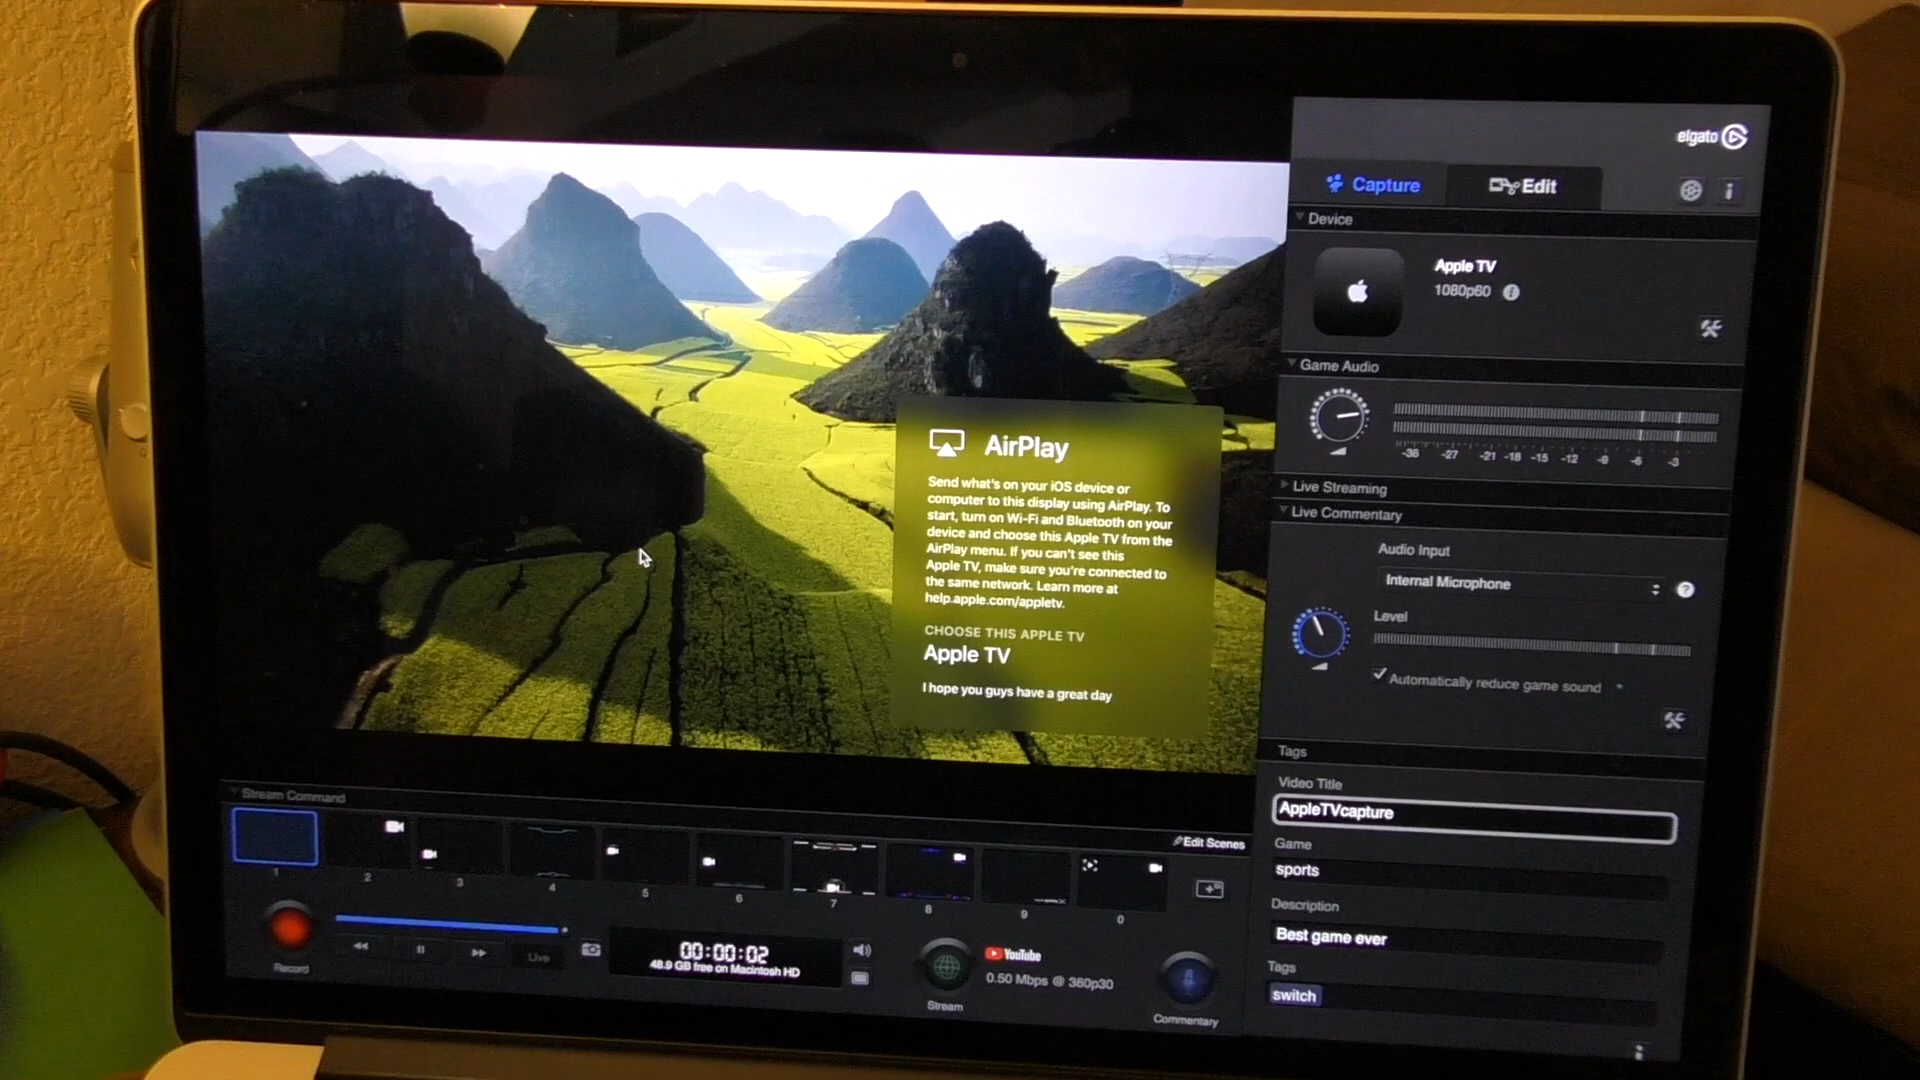 elgato
Capture
Edit
Device
Apple TV
1080p60
Game Audio
-36 -27 -21 -18 -15 -12 -9 -6 -3
Live Streaming
Live Commentary
Audio Input
Internal Microphone
Level
Automatically reduce game sound
Tags
Video Title
AppleTVcapture
Game
sports
Description
Best game ever
Tags
switch
AirPlay
Send what's on your iOS device or
computer to this display using AirPlay. To
start, turn on Wi-Fi and Bluetooth on your
device and choose this Apple TV from the
AirPlay menu. If you can't see this
Apple TV, make sure you're connected to
the same network. Learn more at
help.apple.com/appletv.
CHOOSE THIS APPLE TV
Apple TV
I hope you guys have a great day
Stream Command
Edit Scenes
1 2 3 4 5 6 7 8 9 0
Record
Live
00:00:02
48.9 GB free on Macintosh HD
Stream
YouTube
0.50 Mbps @ 360p30
Commentary